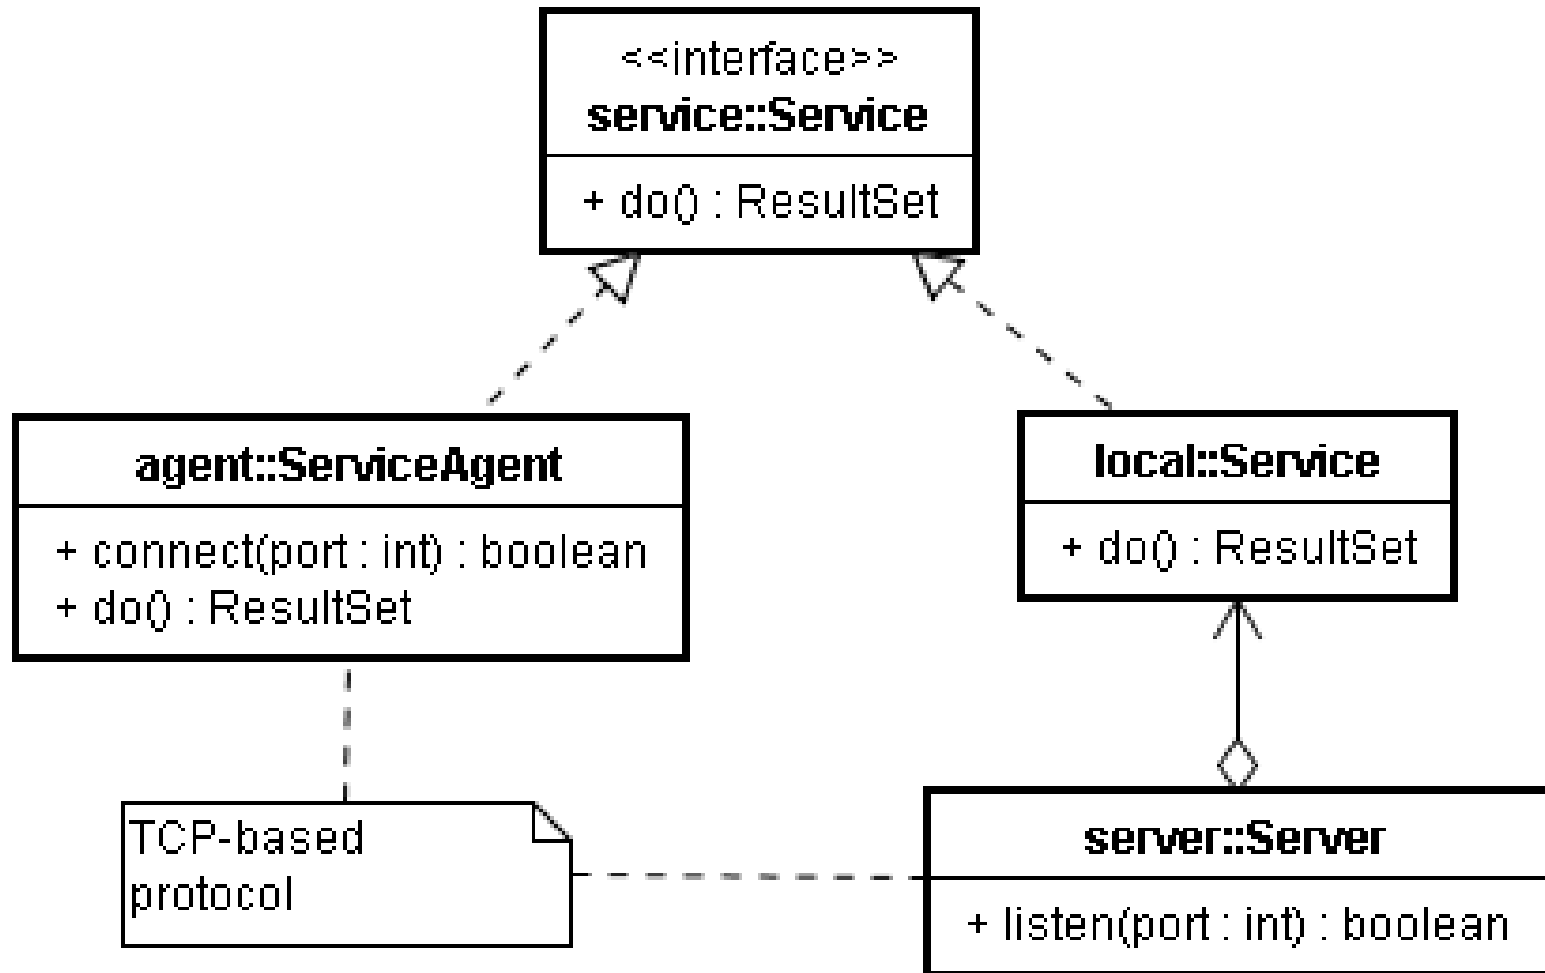 <<interface>>
service::Service
+ do() : ResultSet
agent::ServiceAgent
+ connect(port : int) : boolean
+ do() : ResultSet
local::Service
+ do() : ResultSet
TCP-based
protocol
server::Server
+ listen(port : int) : boolean